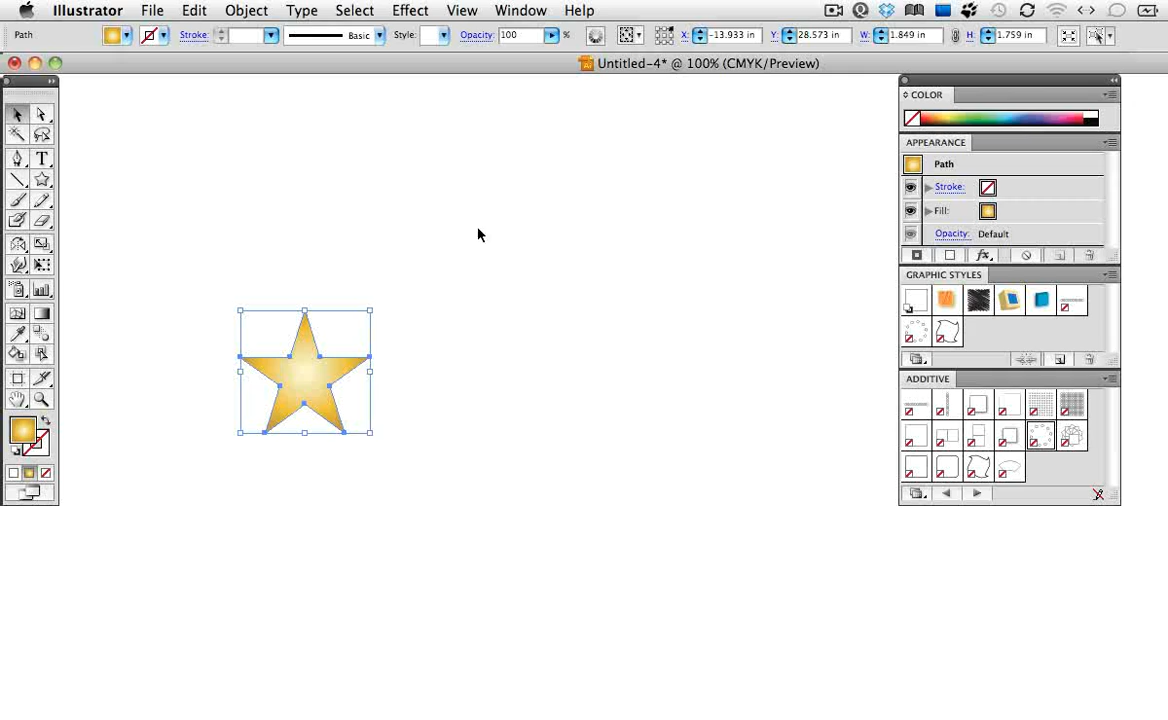 Illustrator File Edit Object Type Select Effect View Window Help
Path Stroke: Basic Style: Opacity: 100 % X: -13.933 in Y: 28.573 in W: 1.849 in H: 1.759 in
Untitled-4* @ 100% (CMYK/Preview)
COLOR
APPEARANCE
Path
Stroke:
Fill:
Opacity: Default
fx
GRAPHIC STYLES
ADDITIVE
T